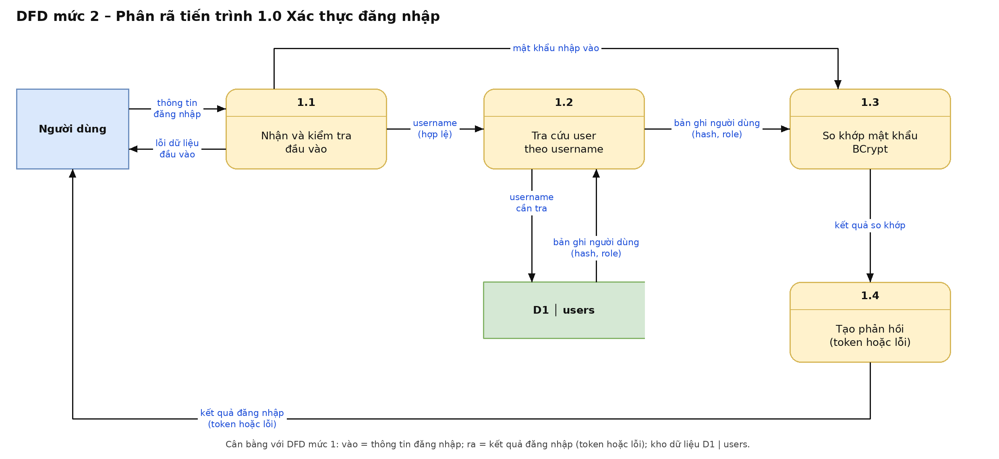 DFD mức 2 – Phân rã tiến trình 1.0 Xác thực đăng nhập
mật khẩu nhập vào
Người dùng
thông tin
đăng nhập
lỗi dữ liệu
đầu vào
1.1
Nhận và kiểm tra
đầu vào
username
(hợp lệ)
1.2
Tra cứu user
theo username
bản ghi người dùng
(hash, role)
1.3
So khớp mật khẩu
BCrypt
username
cần tra
bản ghi người dùng
(hash, role)
kết quả so khớp
D1 │ users
1.4
Tạo phản hồi
(token hoặc lỗi)
kết quả đăng nhập
(token hoặc lỗi)
Cân bằng với DFD mức 1: vào = thông tin đăng nhập; ra = kết quả đăng nhập (token hoặc lỗi); kho dữ liệu D1 | users.